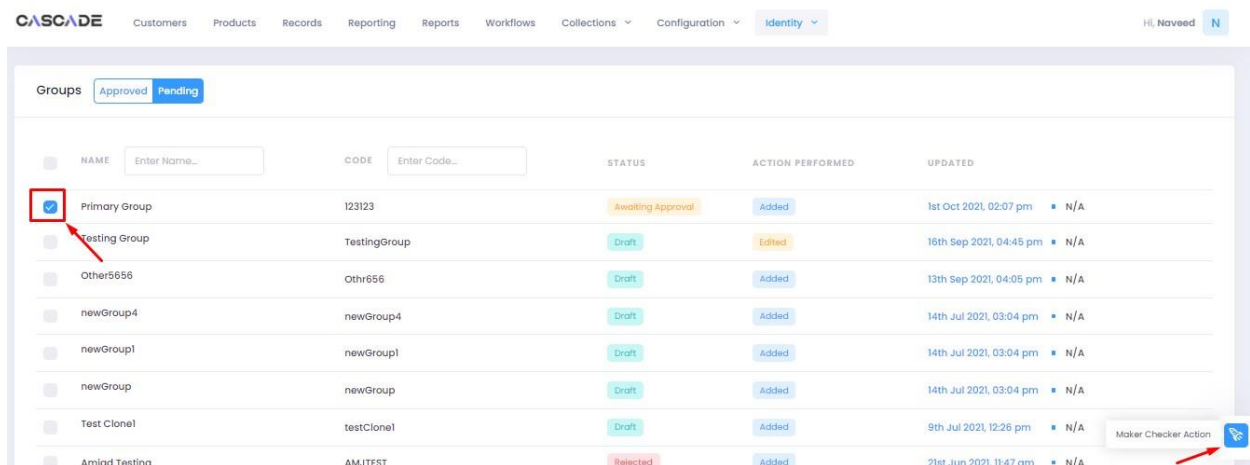 CASCADE Customers Products Records Reporting Reports Workflows Collections Configuration Identity Hi, Naveed N
Groups Approved Pending
NAME Enter Name... CODE Enter Code... STATUS ACTION PERFORMED UPDATED
Primary Group 123123 Awaiting Approval Added 1st Oct 2021, 02:07 pm N/A
Testing Group TestingGroup Draft Edited 16th Sep 2021, 04:45 pm N/A
Other5656 Othr656 Draft Added 13th Sep 2021, 04:05 pm N/A
newGroup4 newGroup4 Draft Added 14th Jul 2021, 03:04 pm N/A
newGroup1 newGroup1 Draft Added 14th Jul 2021, 03:04 pm N/A
newGroup newGroup Draft Added 14th Jul 2021, 03:04 pm N/A
Test Clone1 testClone1 Draft Added 9th Jul 2021, 12:26 pm N/A Maker Checker Action
Amjad Testing AMJTEST Rejected Added 21st Jun 2021, 11:47 am N/A